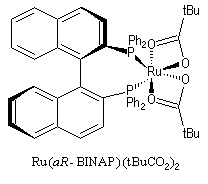 tBu
Ph₂
P
O
O
Ru
P
O
Ph₂
O
tBu
Ru(aR-BINAP)(tBuCO₂)₂